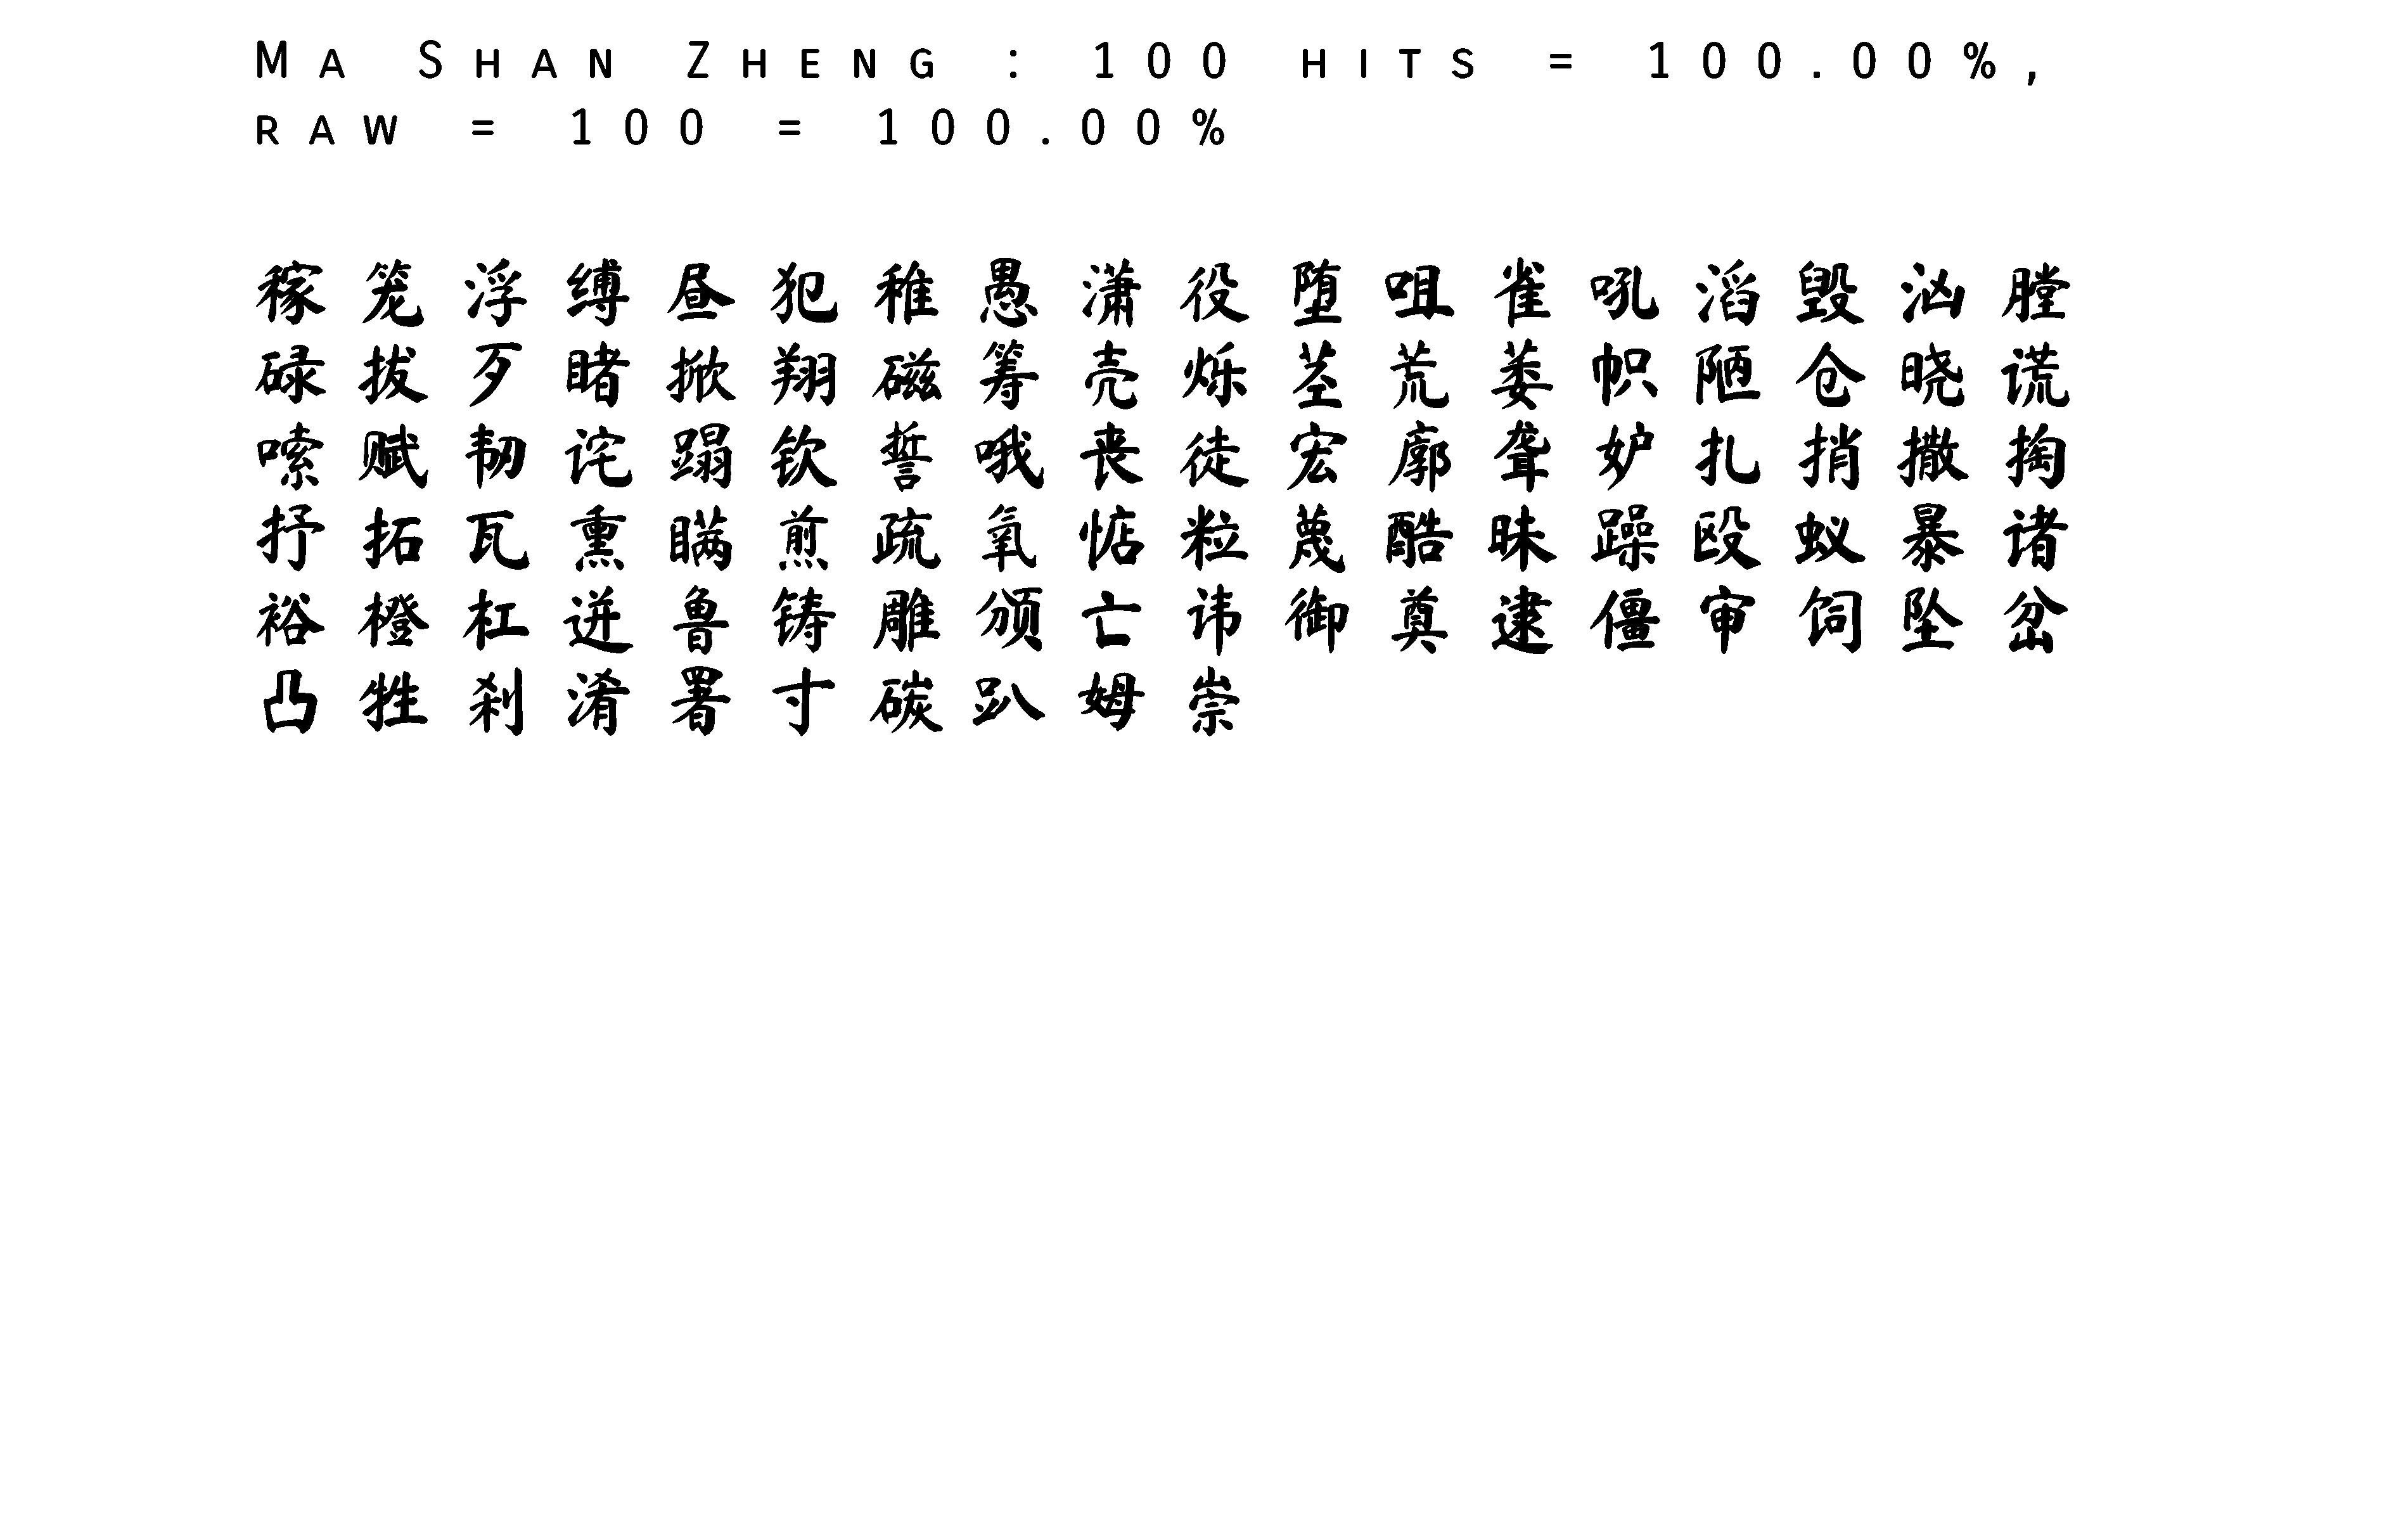 Ma Shan Zheng : 100 hits = 100.00%,
raw = 100 = 100.00%
稼笼浮缚昼犯稚愚潇役堕咀雀吼滔毁汹膛
碌拔歹睹掀翔磁筹壳烁茎荒萎帜陋仓晓谎
嗦赋韧诧蹋钦誓哦丧徒宏廓聋妒扎捎撒掏
抒拓瓦熏瞒煎疏氧惦粒蔑酷昧躁殴蚁暴诸
裕橙杠迸鲁铸雕颁亡讳御奠逮僵审饲坠岔
凸牲刹淆署寸碳趴姆崇